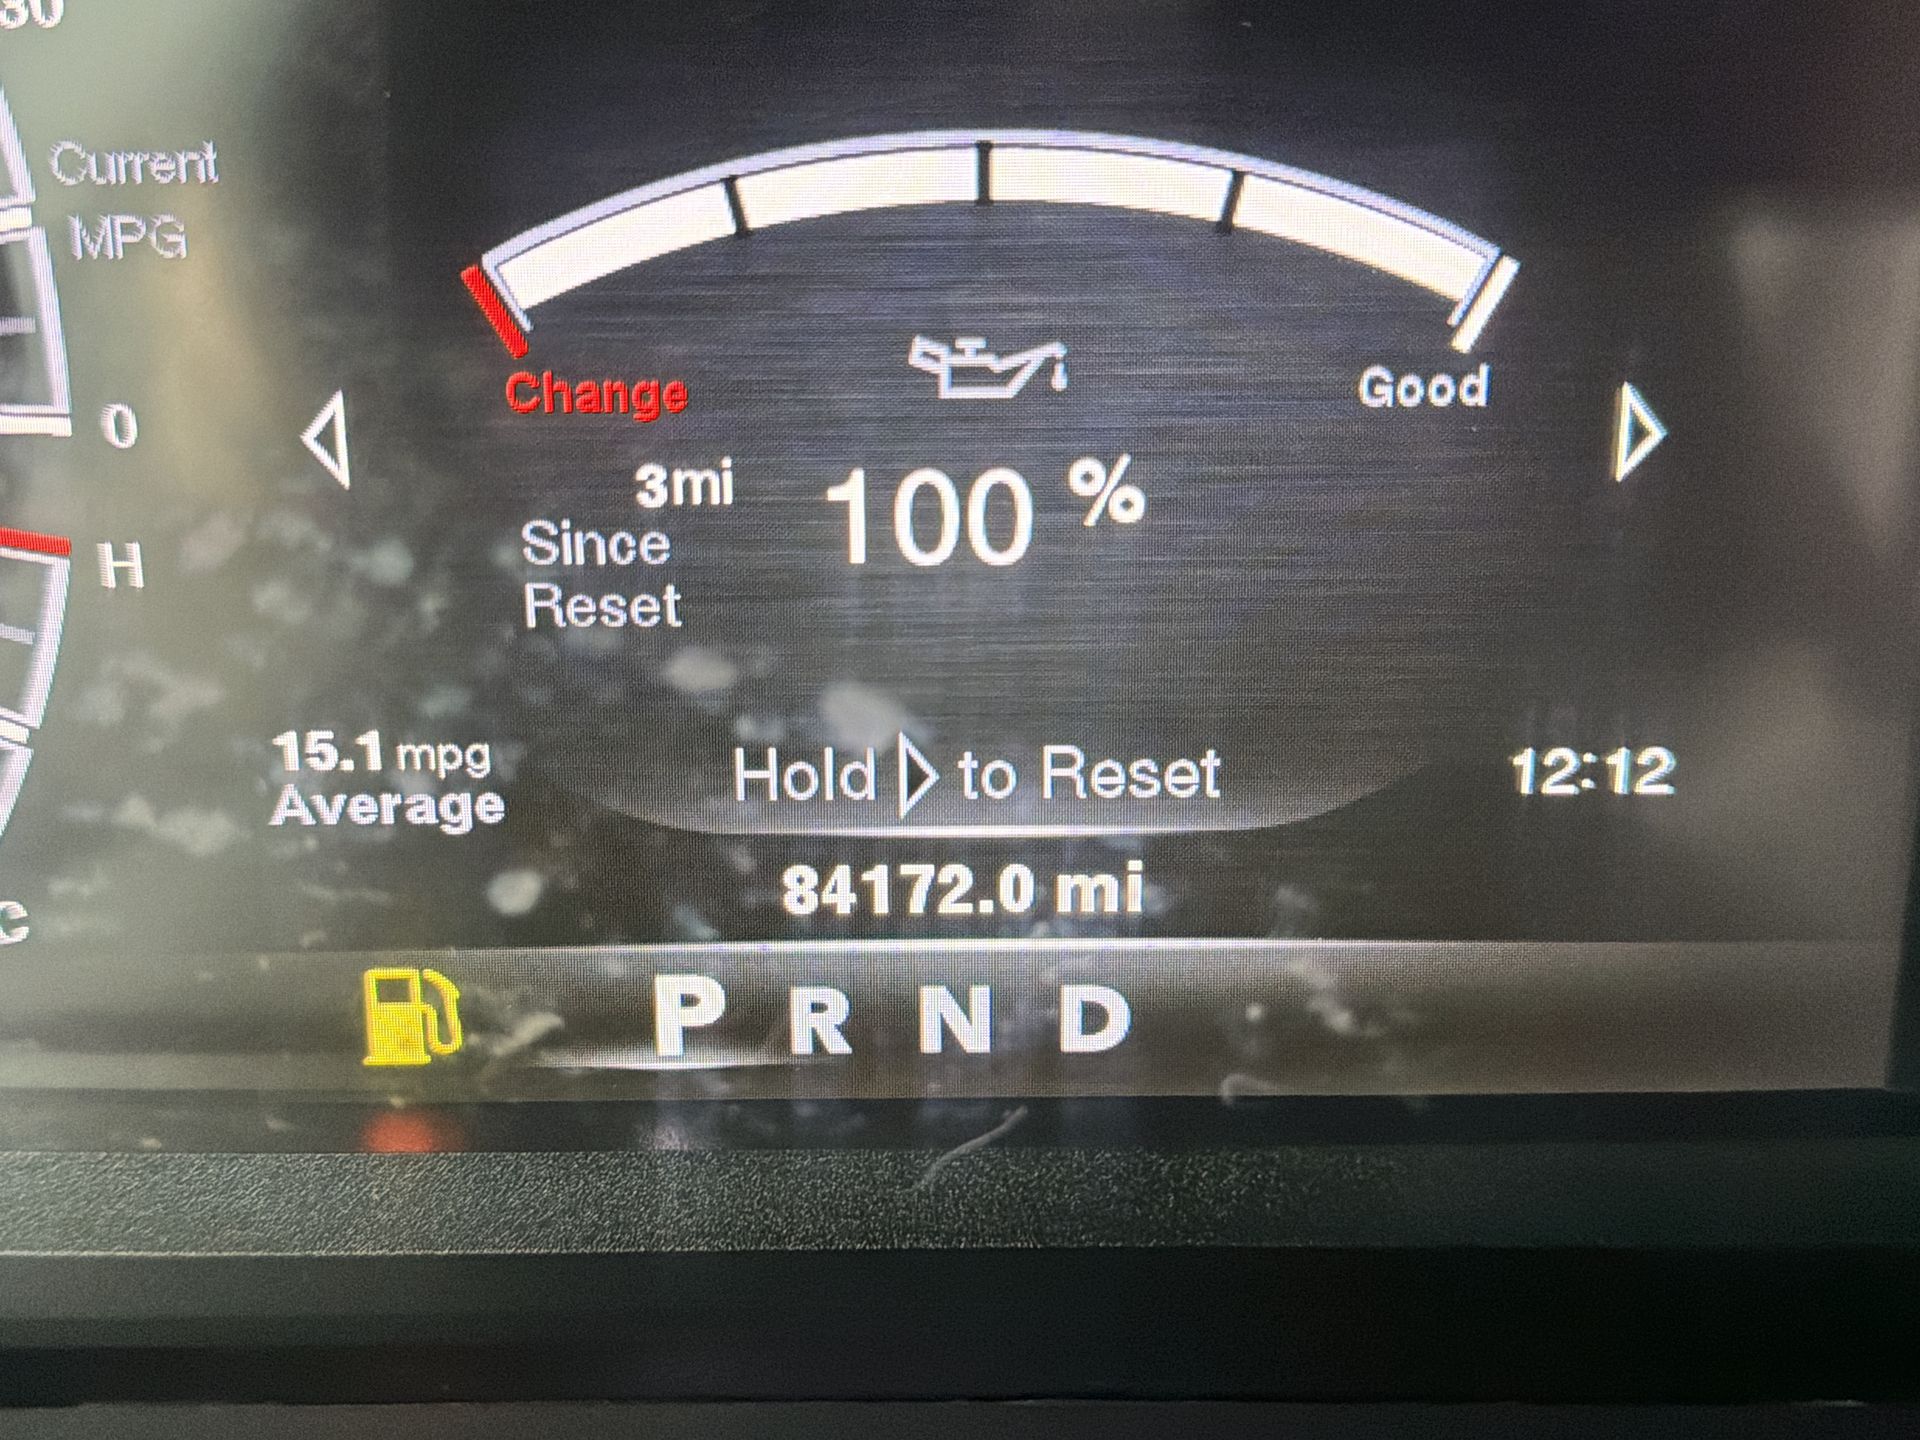 Current
MPG
0
H
Change
Good
3mi
Since
Reset
100 %
15.1 mpg
Average
Hold ▷ to Reset
12:12
84172.0 mi
P R N D